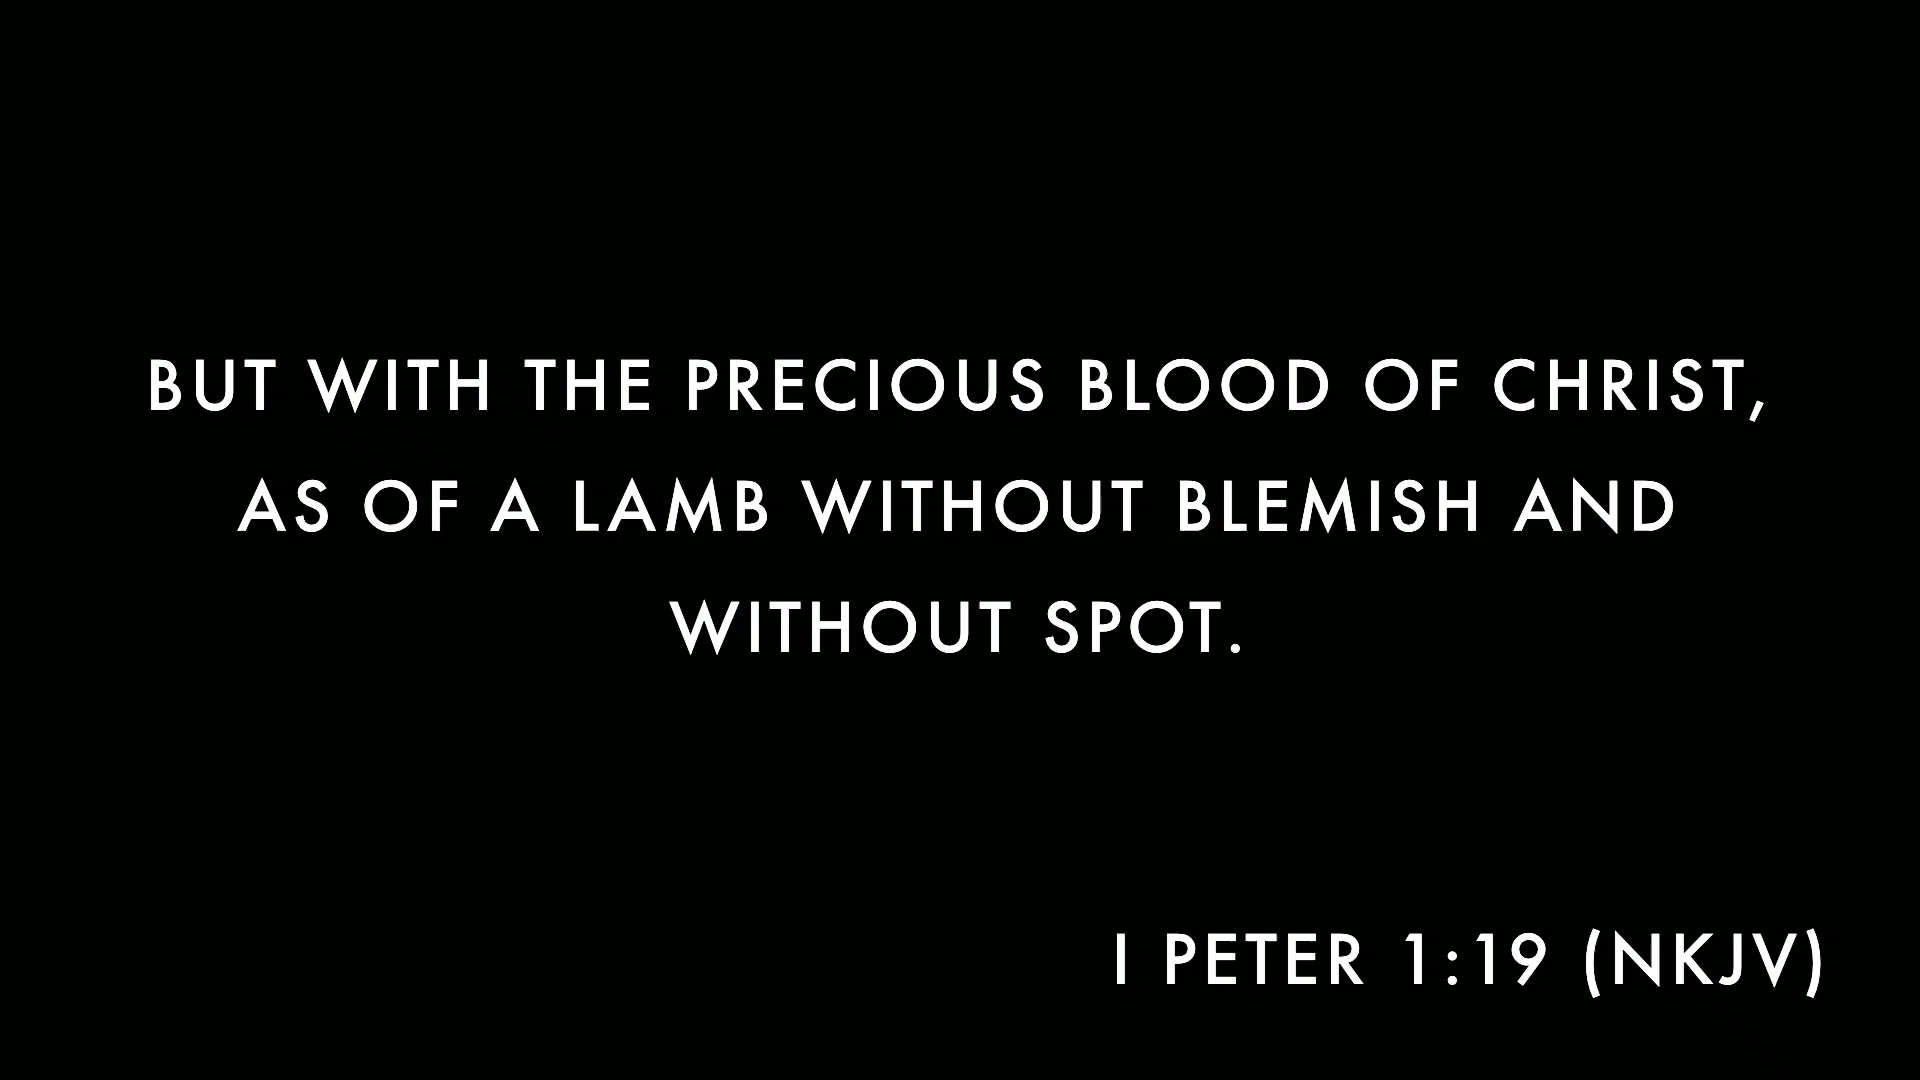 BUT WITH THE PRECIOUS BLOOD OF CHRIST,
AS OF A LAMB WITHOUT BLEMISH AND
WITHOUT SPOT.
I PETER 1:19 (NKJV)